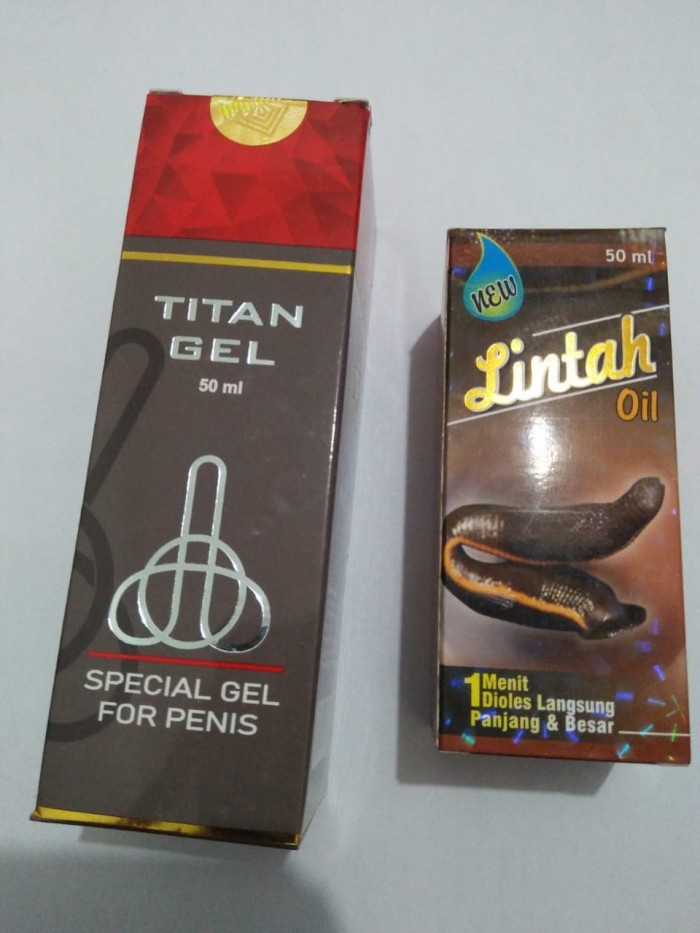 TITAN
GEL
50 ml
SPECIAL GEL
FOR PENIS
50 ml
NEW
Lintah
Oil
1 Menit
Dioles Langsung
Panjang & Besar